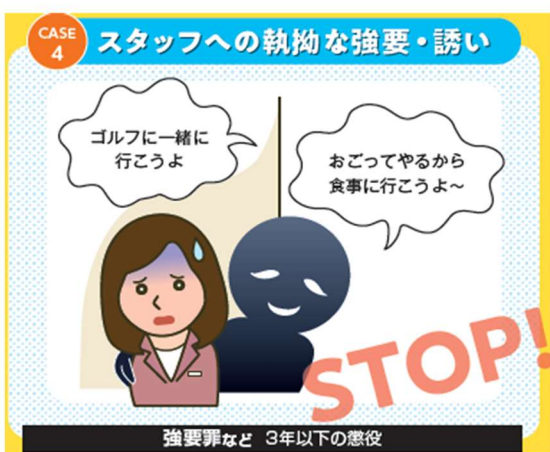 CASE
4
スタッフへの執拗な強要・誘い
ゴルフに一緒に
行こうよ
おごってやるから
食事に行こうよ～
STOP!
強要罪など 3年以下の懲役